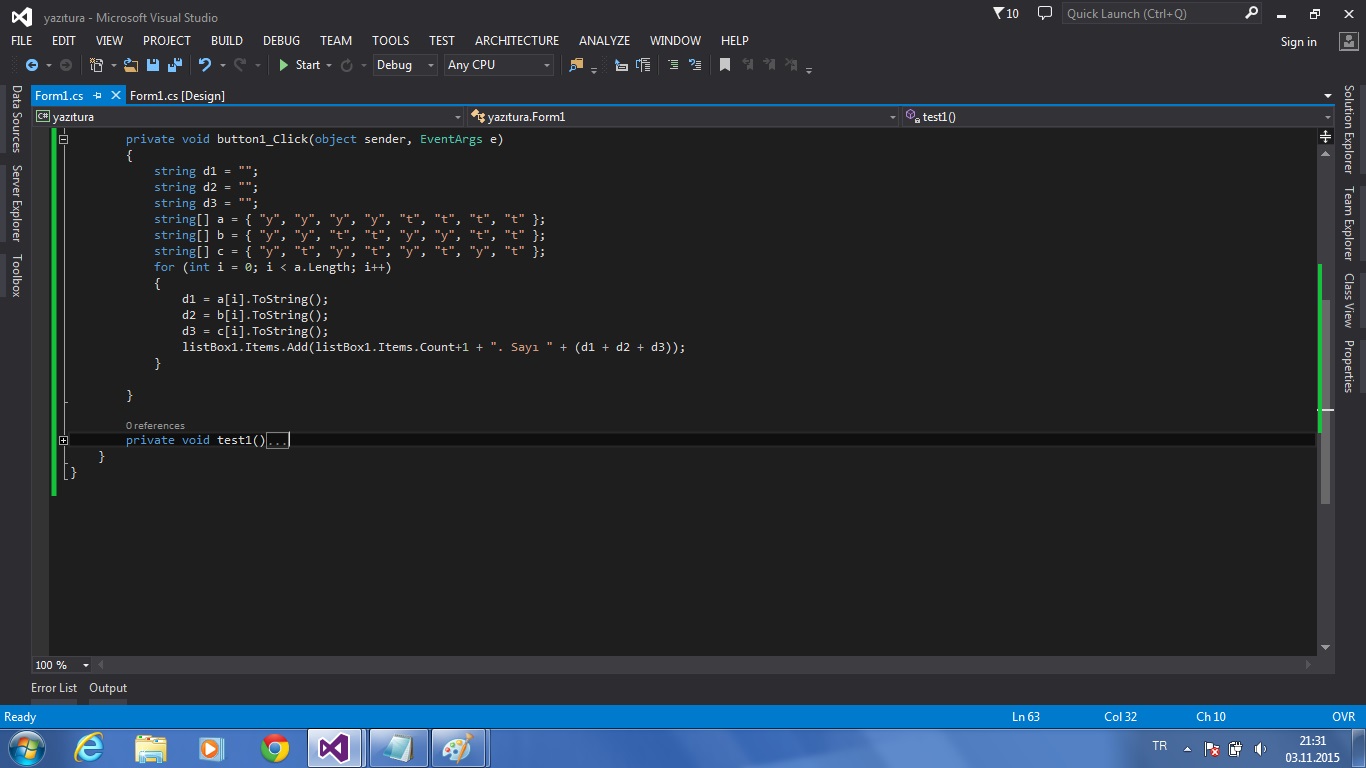 yazıtura - Microsoft Visual Studio
10
Quick Launch (Ctrl+Q)
FILE EDIT VIEW PROJECT BUILD DEBUG TEAM TOOLS TEST ARCHITECTURE ANALYZE WINDOW HELP
Sign in
Start
Debug
Any CPU
Form1.cs
Form1.cs [Design]
C# yazıtura
yazıtura.Form1
test1()
Data Sources
Server Explorer
Toolbox
private void button1_Click(object sender, EventArgs e)
{
string d1 = "";
string d2 = "";
string d3 = "";
string[] a = { "y", "y", "y", "y", "t", "t", "t", "t" };
string[] b = { "y", "y", "t", "t", "y", "y", "t", "t" };
string[] c = { "y", "t", "y", "t", "y", "t", "y", "t" };
for (int i = 0; i < a.Length; i++)
{
d1 = a[i].ToString();
d2 = b[i].ToString();
d3 = c[i].ToString();
listBox1.Items.Add(listBox1.Items.Count+1 + ". Sayı " + (d1 + d2 + d3));
}
}
0 references
private void test1()...
}
}
Solution Explorer
Team Explorer
Class View
Properties
100 %
Error List Output
Ready
Ln 63
Col 32
Ch 10
OVR
TR
21:31
03.11.2015